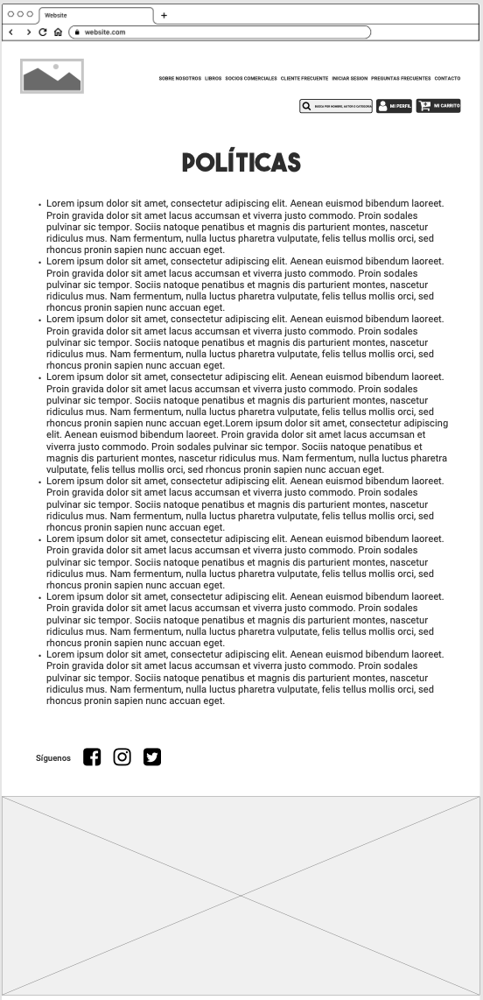 Website
website.com
SOBRE NOSOTROS LIBROS SOCIOS COMERCIALES CLIENTE FRECUENTE INICIAR SESION PREGUNTAS FRECUENTES CONTACTO
BUSCA POR NOMBRE, AUTOR O CATEGORIA MI PERFIL MI CARRITO
POLÍTICAS
• Lorem ipsum dolor sit amet, consectetur adipiscing elit. Aenean euismod bibendum laoreet.
Proin gravida dolor sit amet lacus accumsan et viverra justo commodo. Proin sodales
pulvinar sic tempor. Sociis natoque penatibus et magnis dis parturient montes, nascetur
ridiculus mus. Nam fermentum, nulla luctus pharetra vulputate, felis tellus mollis orci, sed
rhoncus pronin sapien nunc accuan eget.
• Lorem ipsum dolor sit amet, consectetur adipiscing elit. Aenean euismod bibendum laoreet.
Proin gravida dolor sit amet lacus accumsan et viverra justo commodo. Proin sodales
pulvinar sic tempor. Sociis natoque penatibus et magnis dis parturient montes, nascetur
ridiculus mus. Nam fermentum, nulla luctus pharetra vulputate, felis tellus mollis orci, sed
rhoncus pronin sapien nunc accuan eget.
• Lorem ipsum dolor sit amet, consectetur adipiscing elit. Aenean euismod bibendum laoreet.
Proin gravida dolor sit amet lacus accumsan et viverra justo commodo. Proin sodales
pulvinar sic tempor. Sociis natoque penatibus et magnis dis parturient montes, nascetur
ridiculus mus. Nam fermentum, nulla luctus pharetra vulputate, felis tellus mollis orci, sed
rhoncus pronin sapien nunc accuan eget.
• Lorem ipsum dolor sit amet, consectetur adipiscing elit. Aenean euismod bibendum laoreet.
Proin gravida dolor sit amet lacus accumsan et viverra justo commodo. Proin sodales
pulvinar sic tempor. Sociis natoque penatibus et magnis dis parturient montes, nascetur
ridiculus mus. Nam fermentum, nulla luctus pharetra vulputate, felis tellus mollis orci, sed
rhoncus pronin sapien nunc accuan eget.Lorem ipsum dolor sit amet, consectetur adipiscing
elit. Aenean euismod bibendum laoreet. Proin gravida dolor sit amet lacus accumsan et
viverra justo commodo. Proin sodales pulvinar sic tempor. Sociis natoque penatibus et
magnis dis parturient montes, nascetur ridiculus mus. Nam fermentum, nulla luctus pharetra
vulputate, felis tellus mollis orci, sed rhoncus pronin sapien nunc accuan eget.
• Lorem ipsum dolor sit amet, consectetur adipiscing elit. Aenean euismod bibendum laoreet.
Proin gravida dolor sit amet lacus accumsan et viverra justo commodo. Proin sodales
pulvinar sic tempor. Sociis natoque penatibus et magnis dis parturient montes, nascetur
ridiculus mus. Nam fermentum, nulla luctus pharetra vulputate, felis tellus mollis orci, sed
rhoncus pronin sapien nunc accuan eget.
• Lorem ipsum dolor sit amet, consectetur adipiscing elit. Aenean euismod bibendum laoreet.
Proin gravida dolor sit amet lacus accumsan et viverra justo commodo. Proin sodales
pulvinar sic tempor. Sociis natoque penatibus et magnis dis parturient montes, nascetur
ridiculus mus. Nam fermentum, nulla luctus pharetra vulputate, felis tellus mollis orci, sed
rhoncus pronin sapien nunc accuan eget.
• Lorem ipsum dolor sit amet, consectetur adipiscing elit. Aenean euismod bibendum laoreet.
Proin gravida dolor sit amet lacus accumsan et viverra justo commodo. Proin sodales
pulvinar sic tempor. Sociis natoque penatibus et magnis dis parturient montes, nascetur
ridiculus mus. Nam fermentum, nulla luctus pharetra vulputate, felis tellus mollis orci, sed
rhoncus pronin sapien nunc accuan eget.
• Lorem ipsum dolor sit amet, consectetur adipiscing elit. Aenean euismod bibendum laoreet.
Proin gravida dolor sit amet lacus accumsan et viverra justo commodo. Proin sodales
pulvinar sic tempor. Sociis natoque penatibus et magnis dis parturient montes, nascetur
ridiculus mus. Nam fermentum, nulla luctus pharetra vulputate, felis tellus mollis orci, sed
rhoncus pronin sapien nunc accuan eget.
Síguenos